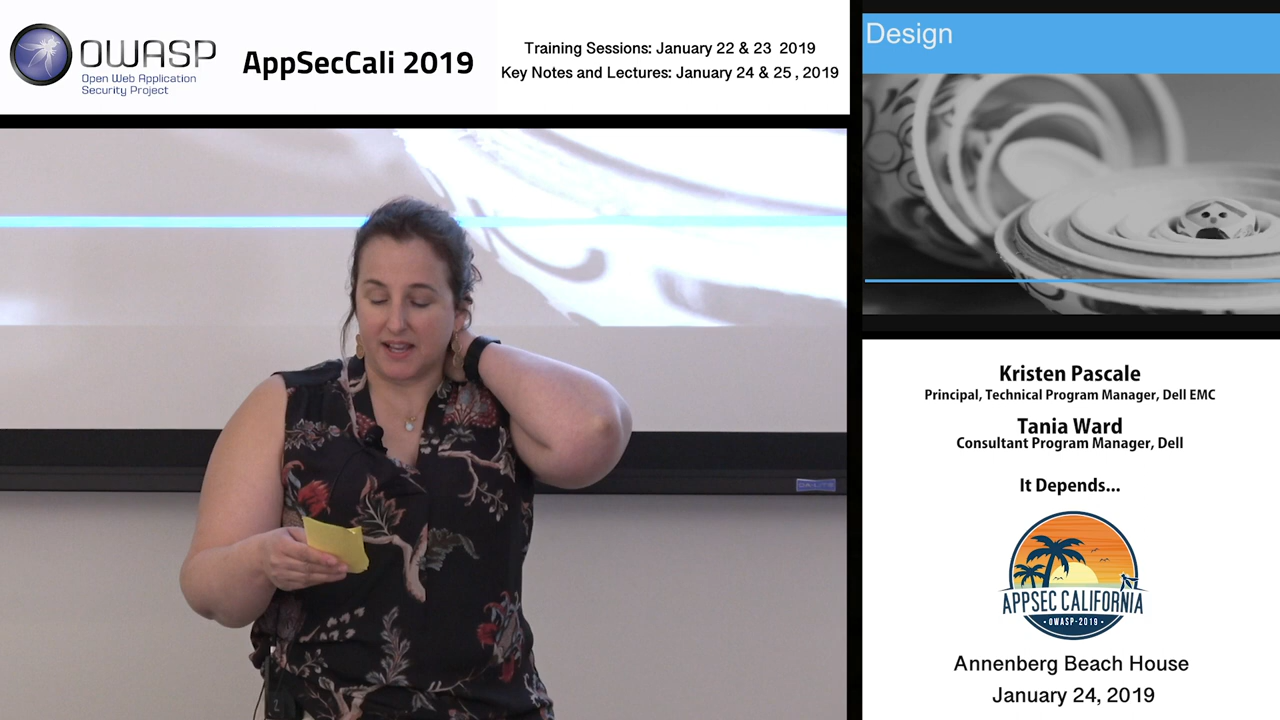 OWASP
Open Web Application
Security Project
AppSecCali 2019
Training Sessions: January 22 & 23 2019
Key Notes and Lectures: January 24 & 25 , 2019
Design
Kristen Pascale
Principal, Technical Program Manager, Dell EMC
Tania Ward
Consultant Program Manager, Dell
It Depends...
APPSEC CALIFORNIA
• OWASP-2019 •
Annenberg Beach House
January 24, 2019